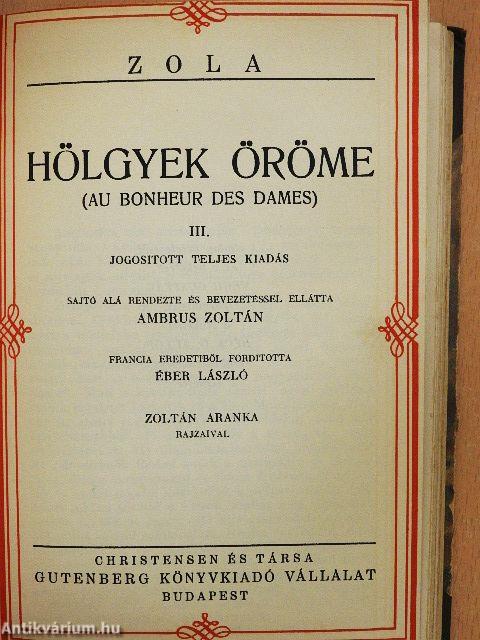 ZOLA
HÖLGYEK ÖRÖME
(AU BONHEUR DES DAMES)
III.
JOGOSITOTT TELJES KIADÁS
SAJTÓ ALÁ RENDEZTE ÉS BEVEZETÉSSEL ELLÁTTA
AMBRUS ZOLTÁN
FRANCIA EREDETIBŐL FORDITOTTA
ÉBER LÁSZLÓ
ZOLTÁN ARANKA
RAJZAIVAL
CHRISTENSEN ÉS TÁRSA
GUTENBERG KÖNYVKIADÓ VÁLLALAT
BUDAPEST
Antikvárium.hu